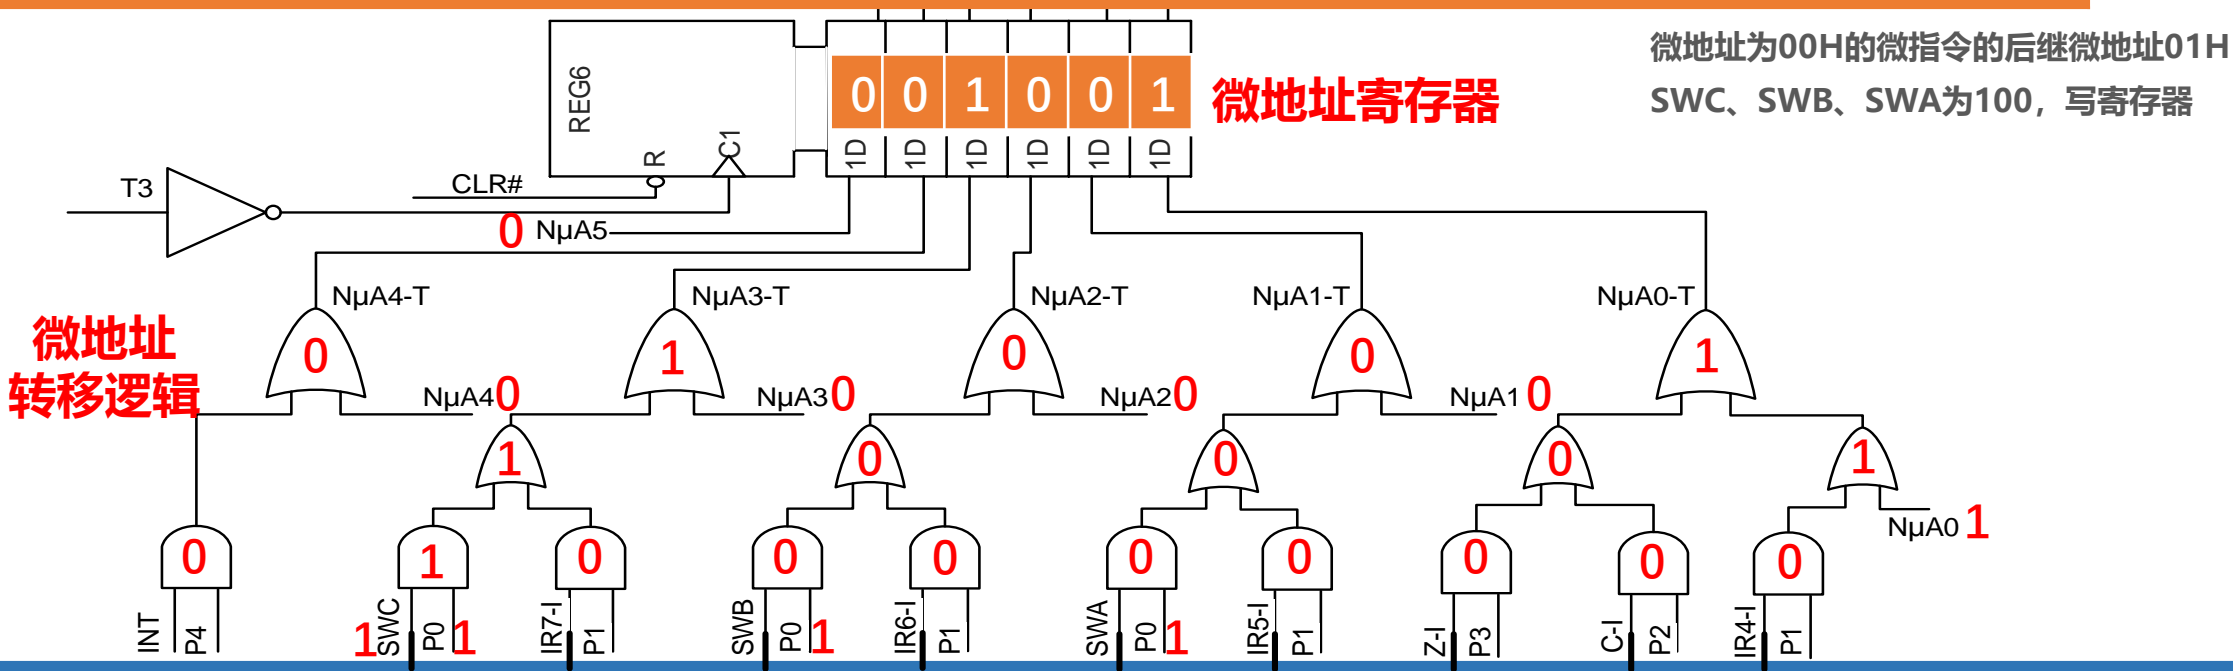 微地址为00H的微指令的后继微地址01H
SWC、SWB、SWA为100，写寄存器
REG6
R
C1
0 0 1 0 0 1
微地址寄存器
1D 1D 1D 1D 1D 1D
T3
CLR#
0 NμA5
NμA4-T NμA3-T NμA2-T NμA1-T NμA0-T
微地址
转移逻辑
0 1 0 0 1
NμA4 0 NμA3 0 NμA2 0 NμA1 0
1 0 0 0 1
NμA0 1
0 1 0 0 0 0 0 0 0 0
INT P4 1 SWC P0 1 IR7-I P1 SWB P0 1 IR6-I P1 SWA P0 1 IR5-I P1 Z-I P3 C-I P2 IR4-I P1